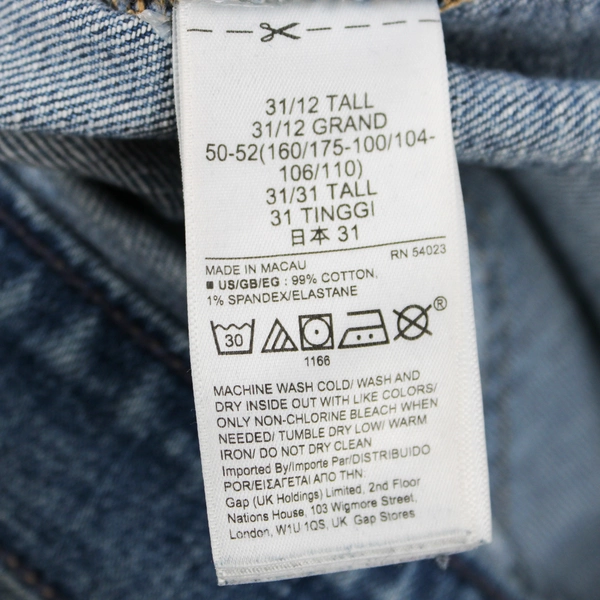 31/12 TALL
31/12 GRAND
50-52(160/175-100/104-
106/110)
31/31 TALL
31 TINGGI
日本 31
MADE IN MACAU RN 54023
■ US/GB/EG : 99% COTTON,
1% SPANDEX/ELASTANE
30
®
1166
MACHINE WASH COLD/ WASH AND
DRY INSIDE OUT WITH LIKE COLORS/
ONLY NON-CHLORINE BLEACH WHEN
NEEDED/ TUMBLE DRY LOW/ WARM
IRON/ DO NOT DRY CLEAN
Imported By/Importe Par/DISTRIBUIDO
POR/ΕΙΣΑΓΕΤΑΙ ΑΠΟ ΤΗΝ:
Gap (UK Holdings) Limited, 2nd Floor
Nations House, 103 Wigmore Street,
London, W1U 1QS, UK Gap Stores